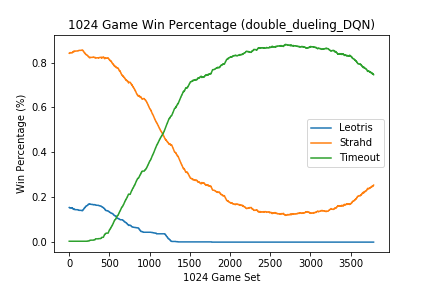 1024 Game Win Percentage (double_dueling_DQN)
Win Percentage (%)
0.8
0.6
0.4
0.2
0.0
Leotris
Strahd
Timeout
0 500 1000 1500 2000 2500 3000 3500
1024 Game Set